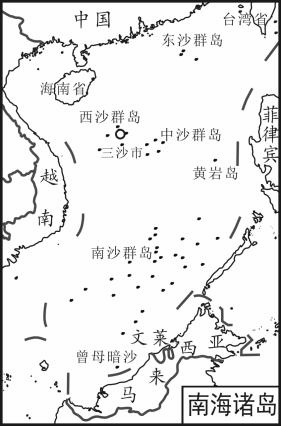 中国
台湾省
东沙群岛
海南省
西沙群岛
中沙群岛
三沙市
黄岩岛
菲律宾
越南
南沙群岛
文莱
曾母暗沙
马来西亚
南海诸岛